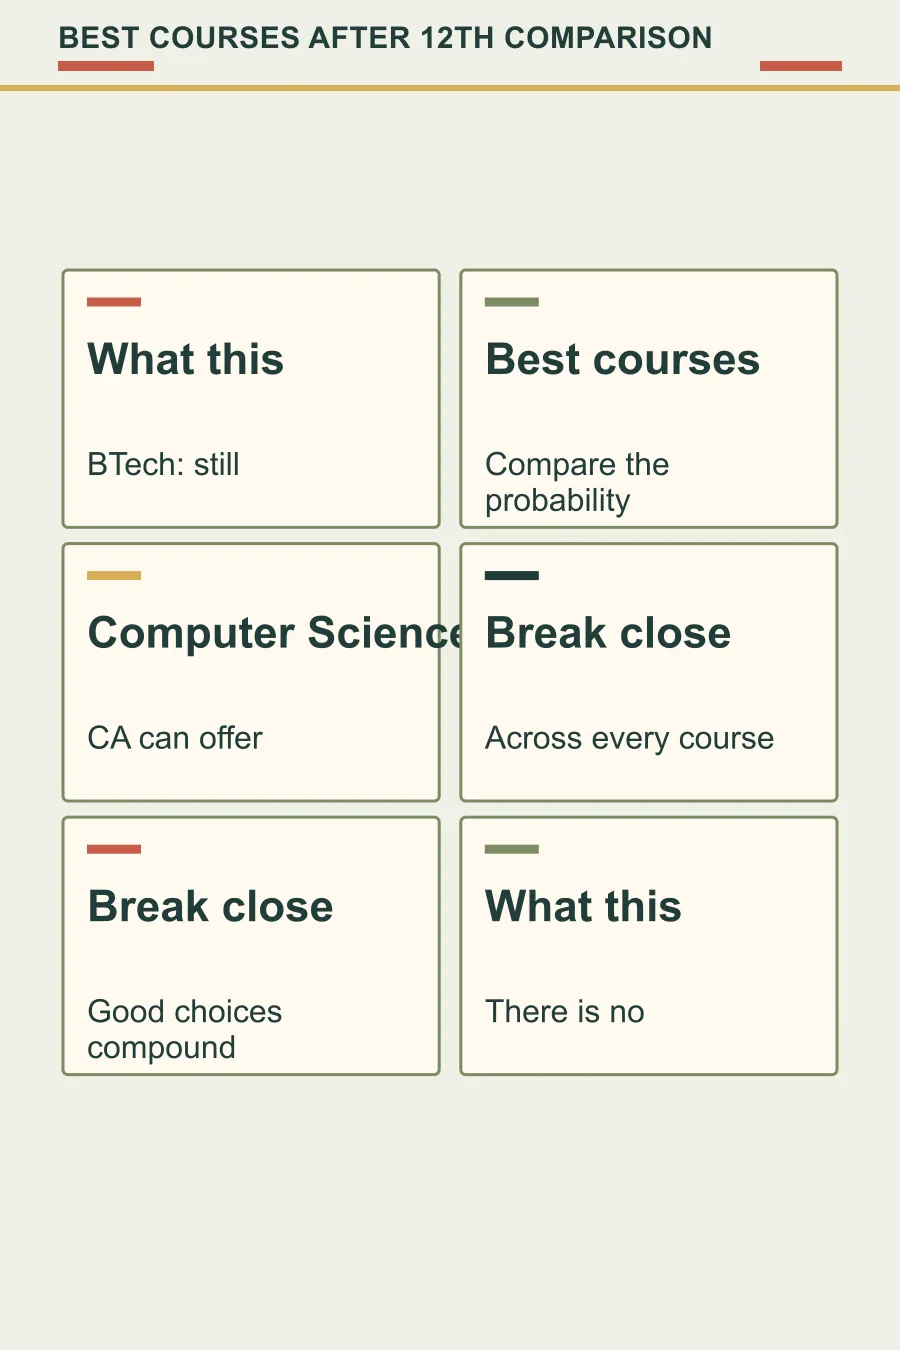 BEST COURSES AFTER 12TH COMPARISON
What this
BTech: still
Best courses
Compare the
probability
Computer Science
CA can offer
Break close
Across every course
Break close
Good choices
compound
What this
There is no